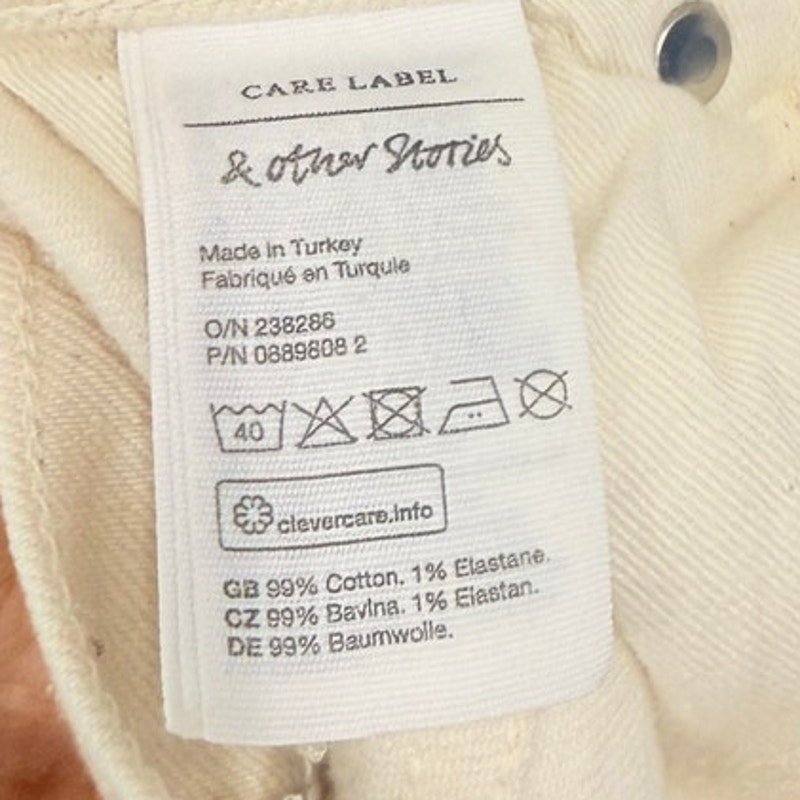 CARE LABEL
& other Stories
Made in Turkey
Fabriqué en Turquie
O/N 238286
P/N 0889808 2
40
clevercare.info
GB 99% Cotton. 1% Elastane.
CZ 99% Bavlna. 1% Elastan.
DE 99% Baumwolle.